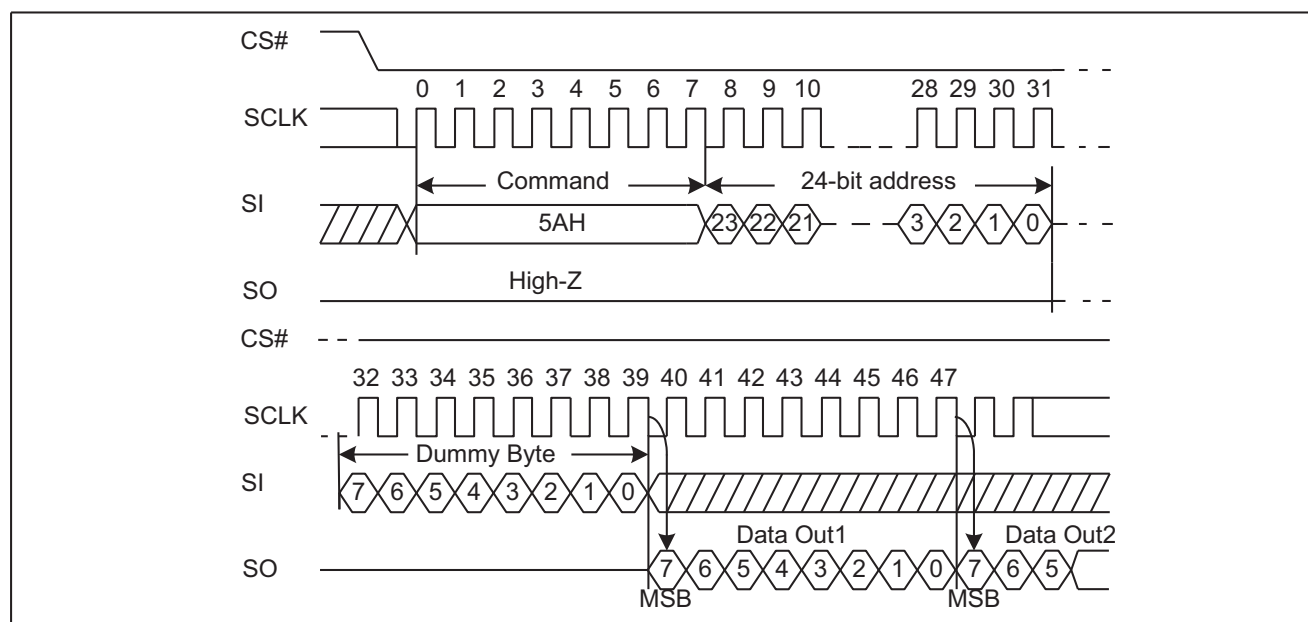 CS#
0 1 2 3 4 5 6 7 8 9 10 28 29 30 31
SCLK
Command 24-bit address
SI
5AH 23 22 21 3 2 1 0
High-Z
SO
CS#
32 33 34 35 36 37 38 39 40 41 42 43 44 45 46 47
SCLK
Dummy Byte
SI
7 6 5 4 3 2 1 0
Data Out1 Data Out2
SO
7 6 5 4 3 2 1 0 7 6 5
MSB MSB